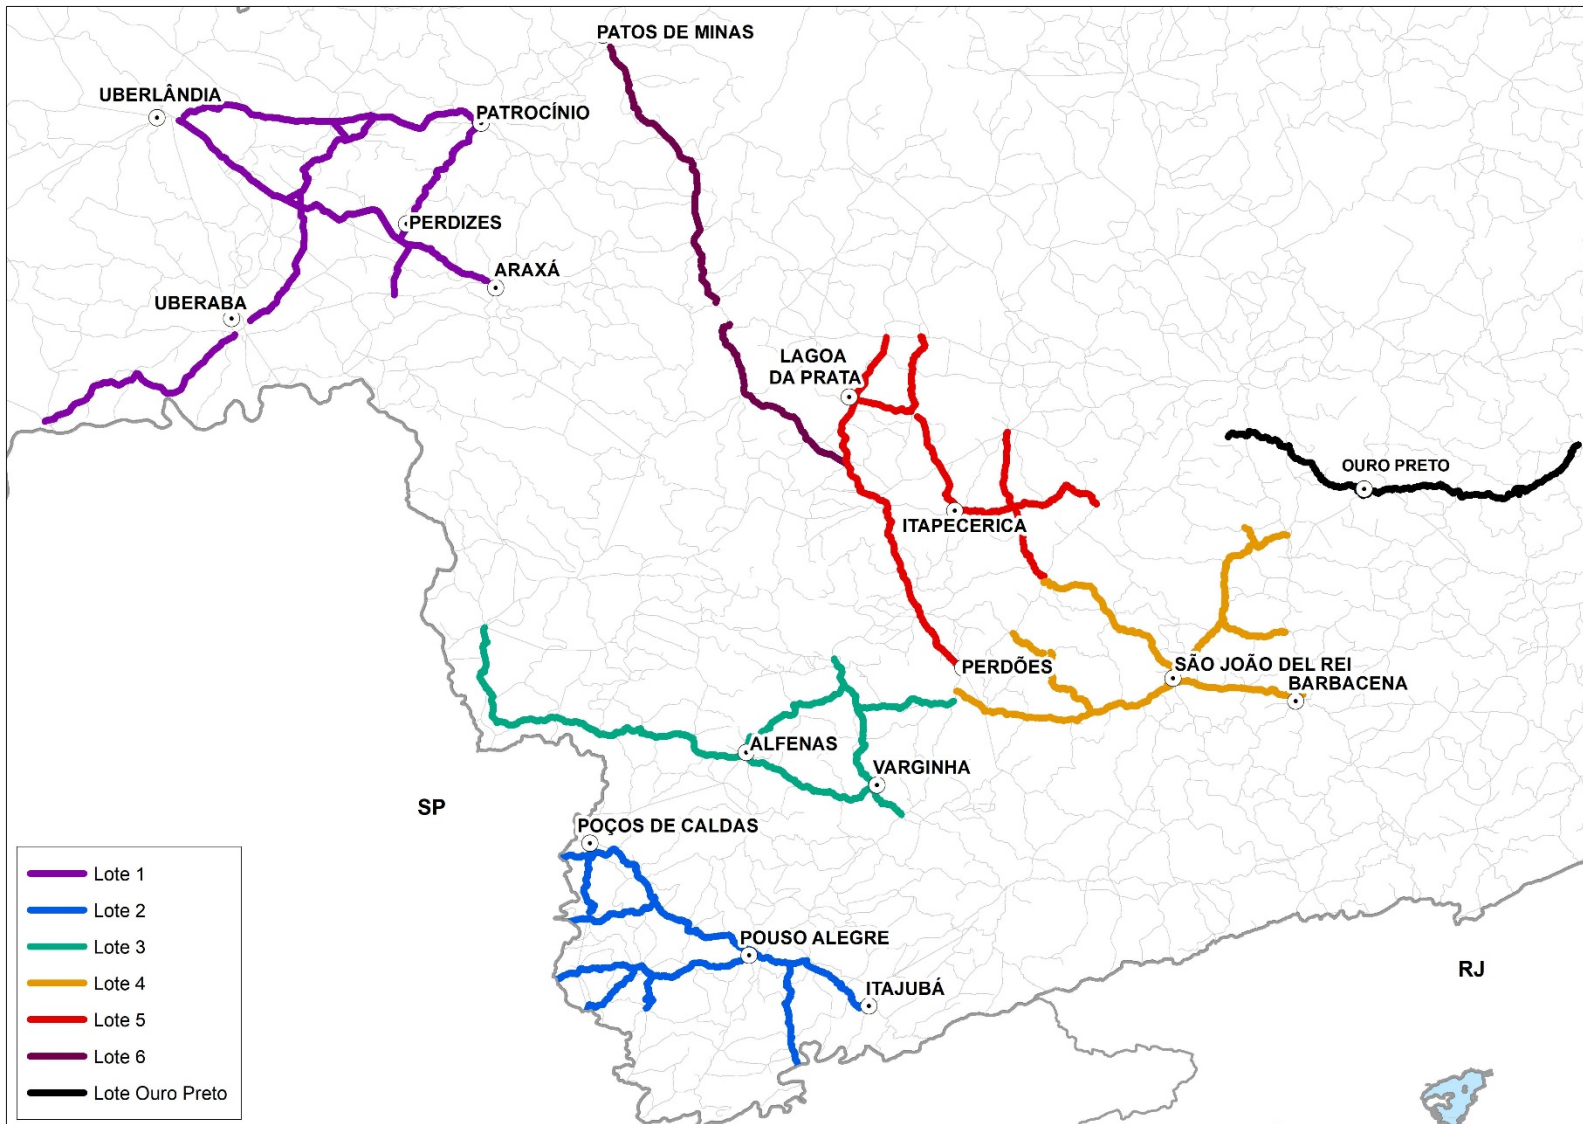 PATOS DE MINAS
UBERLÂNDIA
PATROCÍNIO
PERDIZES
ARAXÁ
UBERABA
LAGOA
DA PRATA
OURO PRETO
ITAPECERICA
PERDÕES
SÃO JOÃO DEL REI
BARBACENA
ALFENAS
VARGINHA
SP
POÇOS DE CALDAS
POUSO ALEGRE
ITAJUBÁ
RJ
Lote 1
Lote 2
Lote 3
Lote 4
Lote 5
Lote 6
Lote Ouro Preto